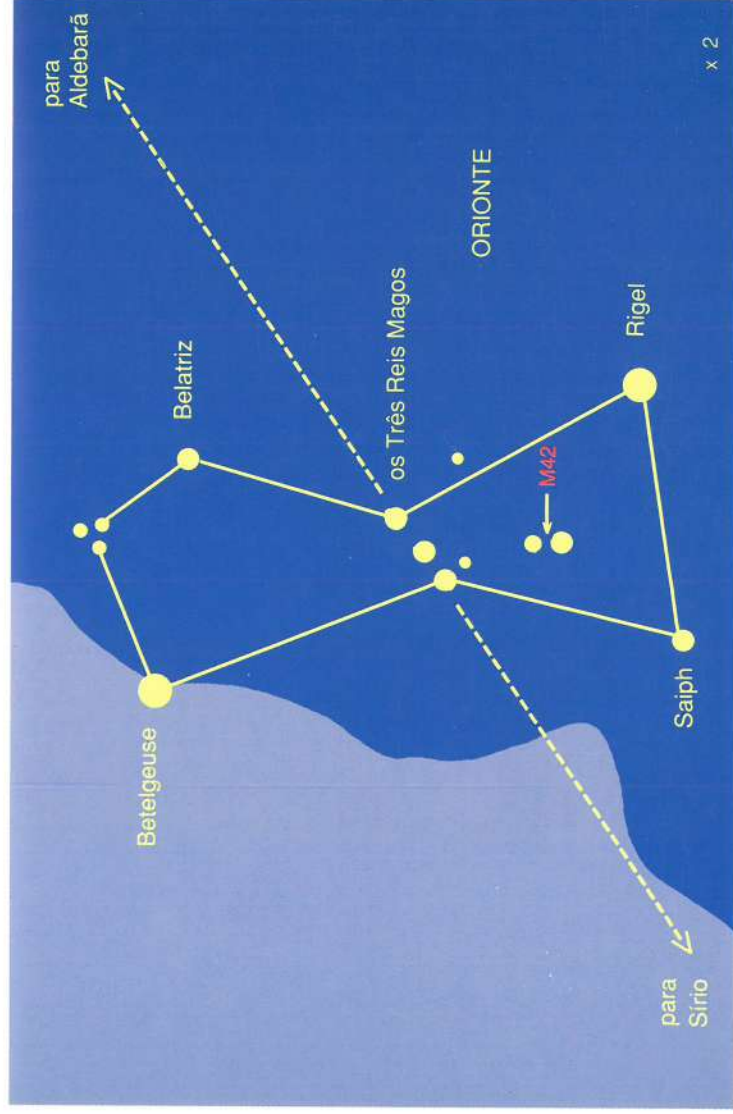 para
Aldebarã
Belatriz
Betelgeuse
os Três Reis Magos
ORIONTE
M42
Rigel
Saiph
para
Sírio
x 2